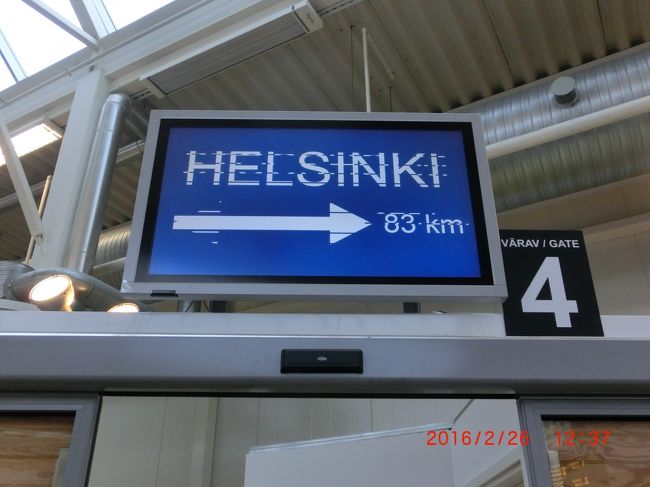 HELSINKI
83 km
VÄRAV / GATE
4
2016/2/26 12:37